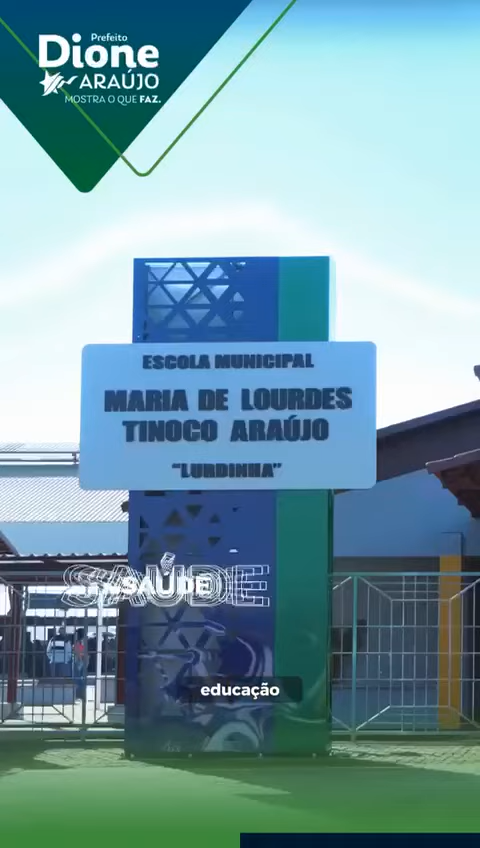 Prefeito
Dione
ARAÚJO
MOSTRA O QUE FAZ.
ESCOLA MUNICIPAL
MARIA DE LOURDES
TINOCO ARAÚJO
"LURDINHA"
SAÚDE
educação